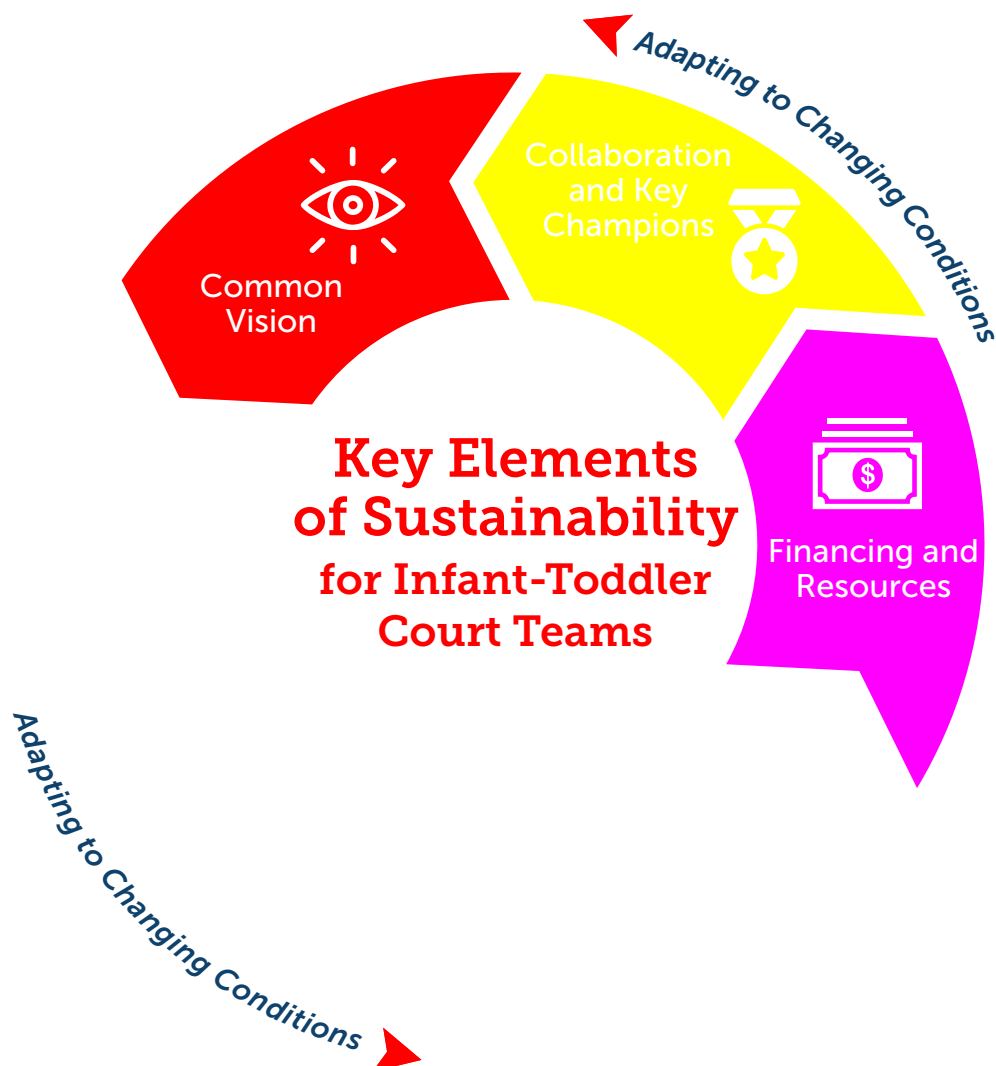 Adapting to Changing Conditions
Collaboration
and Key
Champions
Common
Vision
Key Elements
of Sustainability
for Infant-Toddler
Court Teams
$
Financing and
Resources
Adapting to Changing Conditions